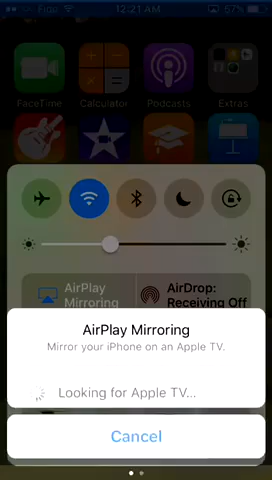 Fido 12:21 AM 57%
FaceTime Calculator Podcasts Extras
AirPlay AirDrop:
Mirroring Receiving Off
AirPlay Mirroring
Mirror your iPhone on an Apple TV.
Looking for Apple TV...
Cancel